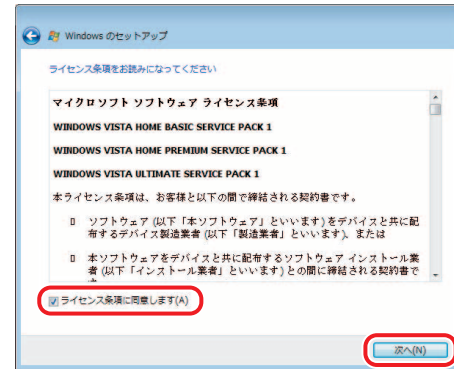 Windows のセットアップ
ライセンス条項をお読みになってください
マイクロソフト ソフトウェア ライセンス条項
WINDOWS VISTA HOME BASIC SERVICE PACK 1
WINDOWS VISTA HOME PREMIUM SERVICE PACK 1
WINDOWS VISTA ULTIMATE SERVICE PACK 1
本ライセンス条項は、お客様と以下の間で締結される契約書です。
ソフトウェア (以下「本ソフトウェア」といいます) をデバイスと共に配
布するデバイス製造業者 (以下「製造業者」といいます)、または
本ソフトウェアをデバイスと共に配布するソフトウェア インストール業
者 (以下「インストール業者」といいます) との間に締結される契約書で
ライセンス条項に同意します(A)
次へ(N)